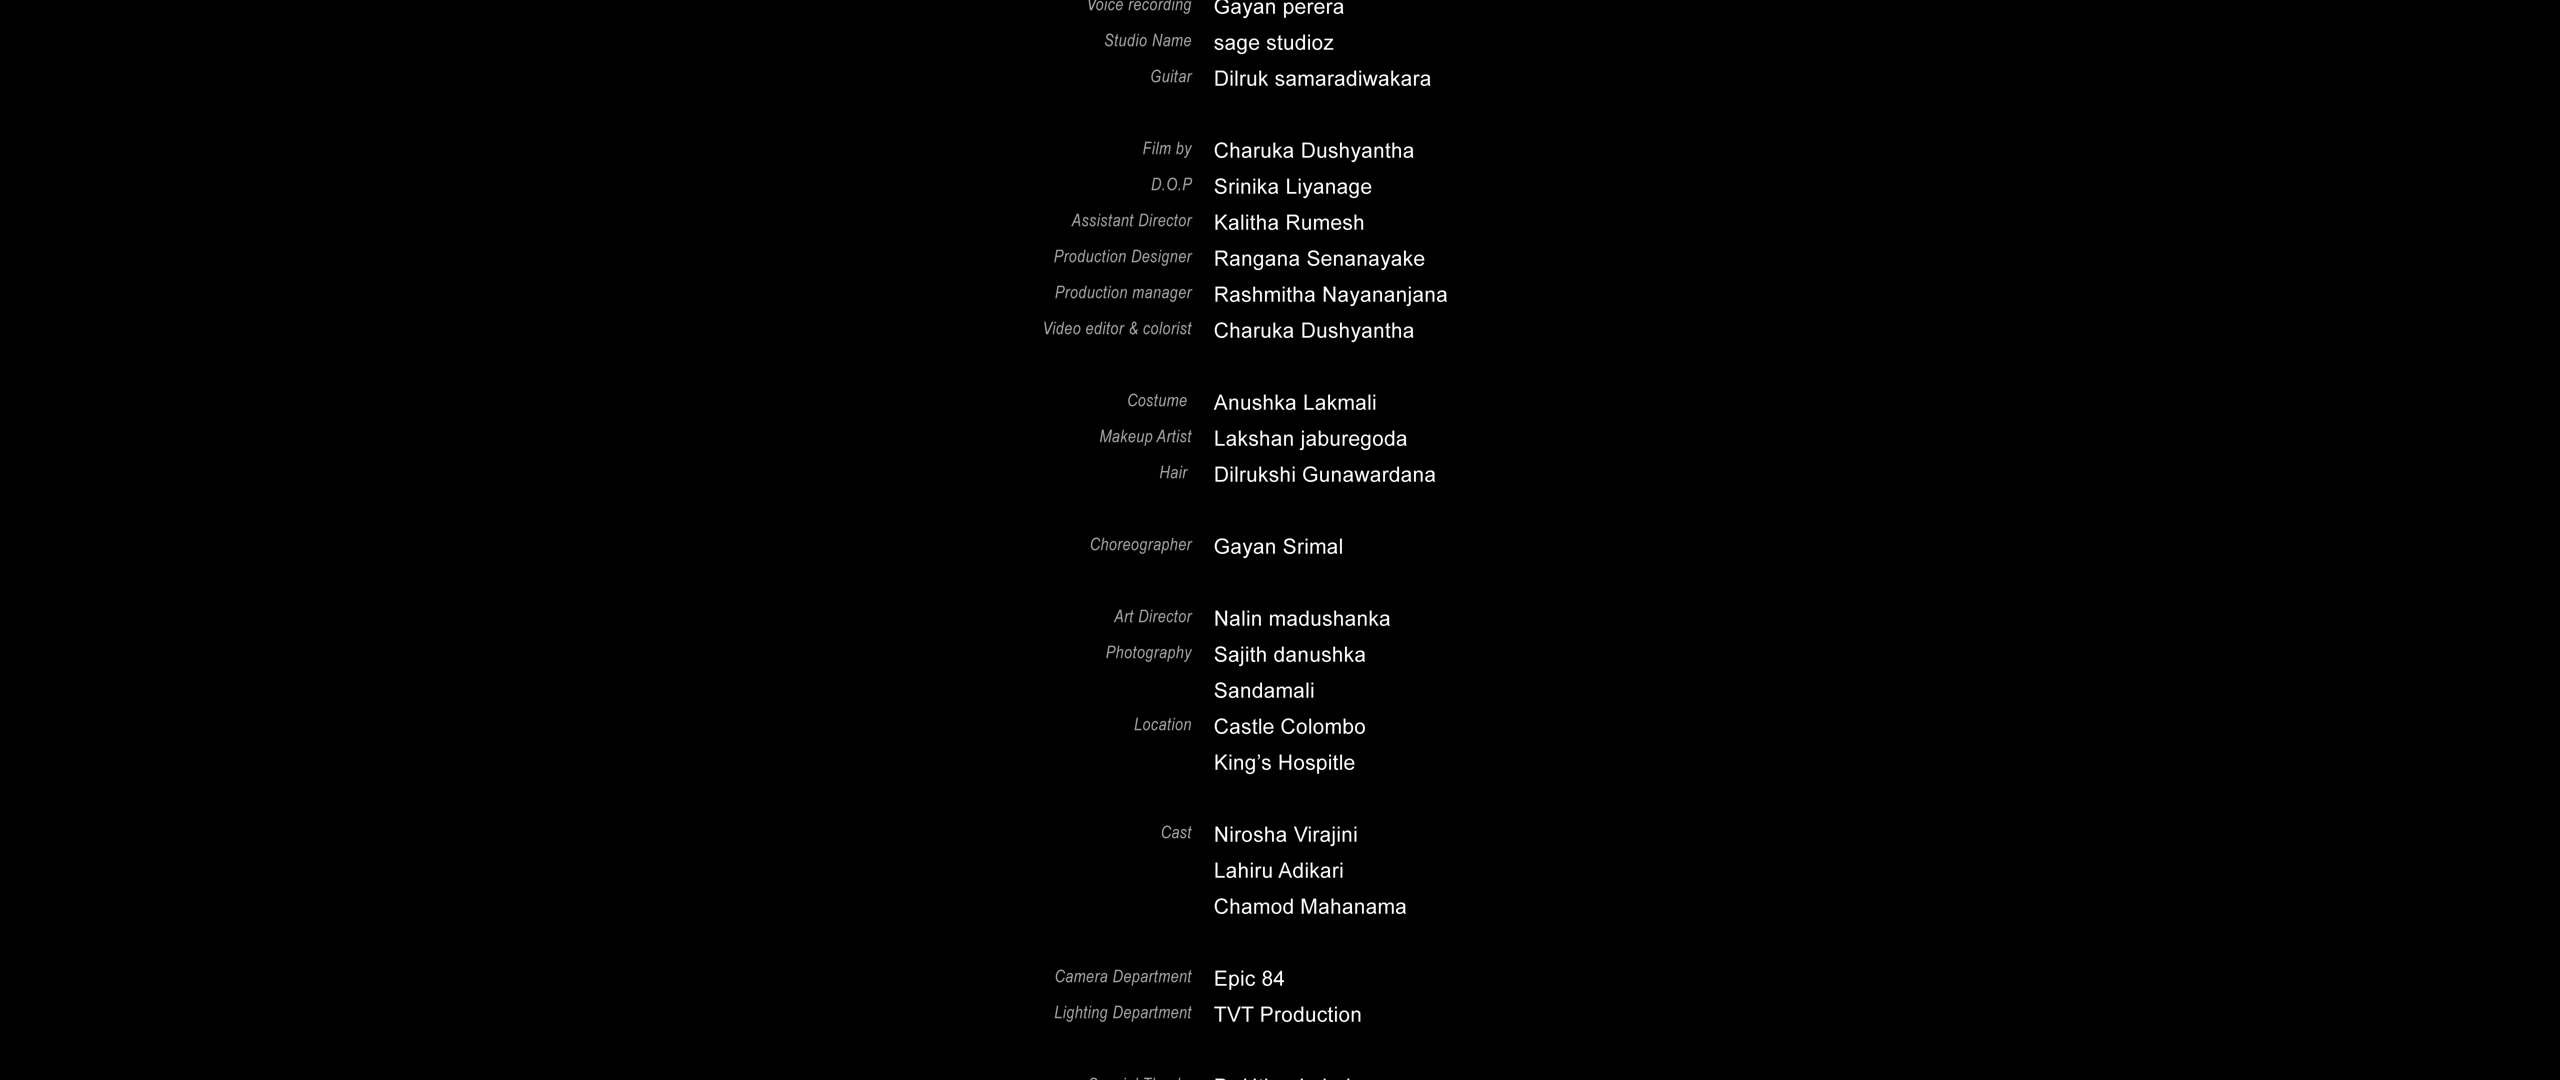 Voice recording Gayan perera
Studio Name sage studioz
Guitar Dilruk samaradiwakara
Film by Charuka Dushyantha
D.O.P Srinika Liyanage
Assistant Director Kalitha Rumesh
Production Designer Rangana Senanayake
Production manager Rashmitha Nayananjana
Video editor & colorist Charuka Dushyantha
Costume Anushka Lakmali
Makeup Artist Lakshan jaburegoda
Hair Dilrukshi Gunawardana
Choreographer Gayan Srimal
Art Director Nalin madushanka
Photography Sajith danushka
Sandamali
Location Castle Colombo
King’s Hospitle
Cast Nirosha Virajini
Lahiru Adikari
Chamod Mahanama
Camera Department Epic 84
Lighting Department TVT Production